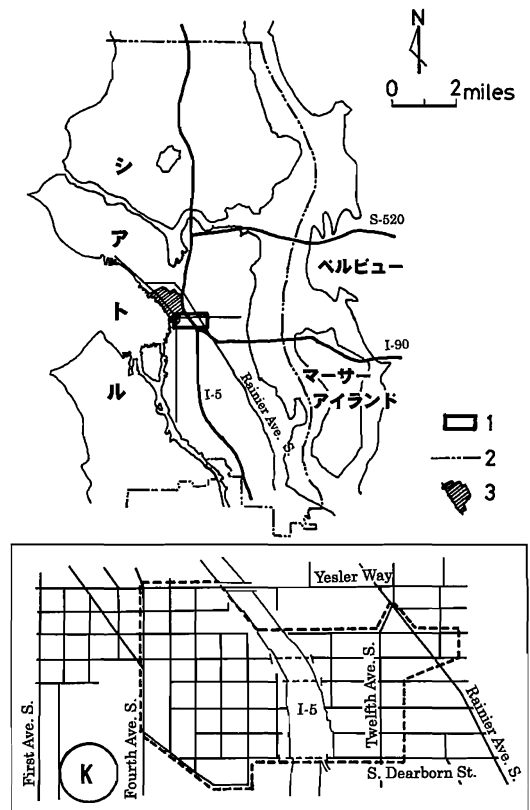 N
0 2 miles
シアトル
S-520
ベルビュー
I-90
マーサー
アイランド
I-5
Rainier Ave. S.
1
2
3
Yesler Way
First Ave. S.
Fourth Ave. S.
I-5
Twelfth Ave. S.
Rainier Ave. S.
S. Dearborn St.
K